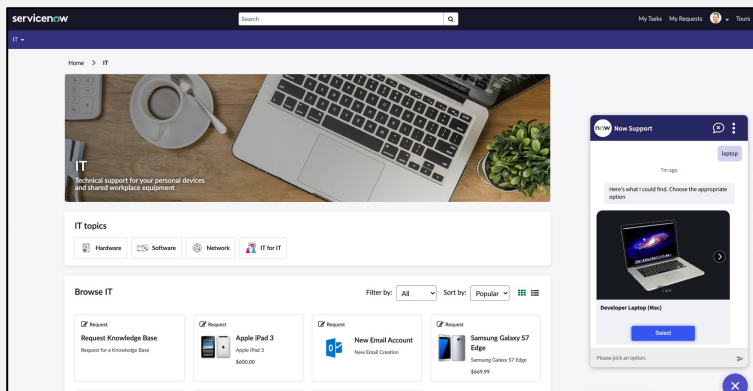 servicenow
Search
My Tasks My Requests Tours
IT
Home > IT
IT
Technical support for your personal devices
and shared workplace equipment
IT topics
Hardware
Software
Network
IT for IT
Browse IT
Filter by: All
Sort by: Popular
Request
Request Knowledge Base
Request for a Knowledge Base
Request
Apple iPad 3
Apple iPad 3
$600.00
Request
New Email Account
New Email Creation
Request
Samsung Galaxy S7
Edge
Samsung Galaxy S7 Edge
$669.99
now Now Support
laptop
7m ago
Here's what I could find. Choose the appropriate
option
Developer Laptop (Mac)
Select
Please pick an option.